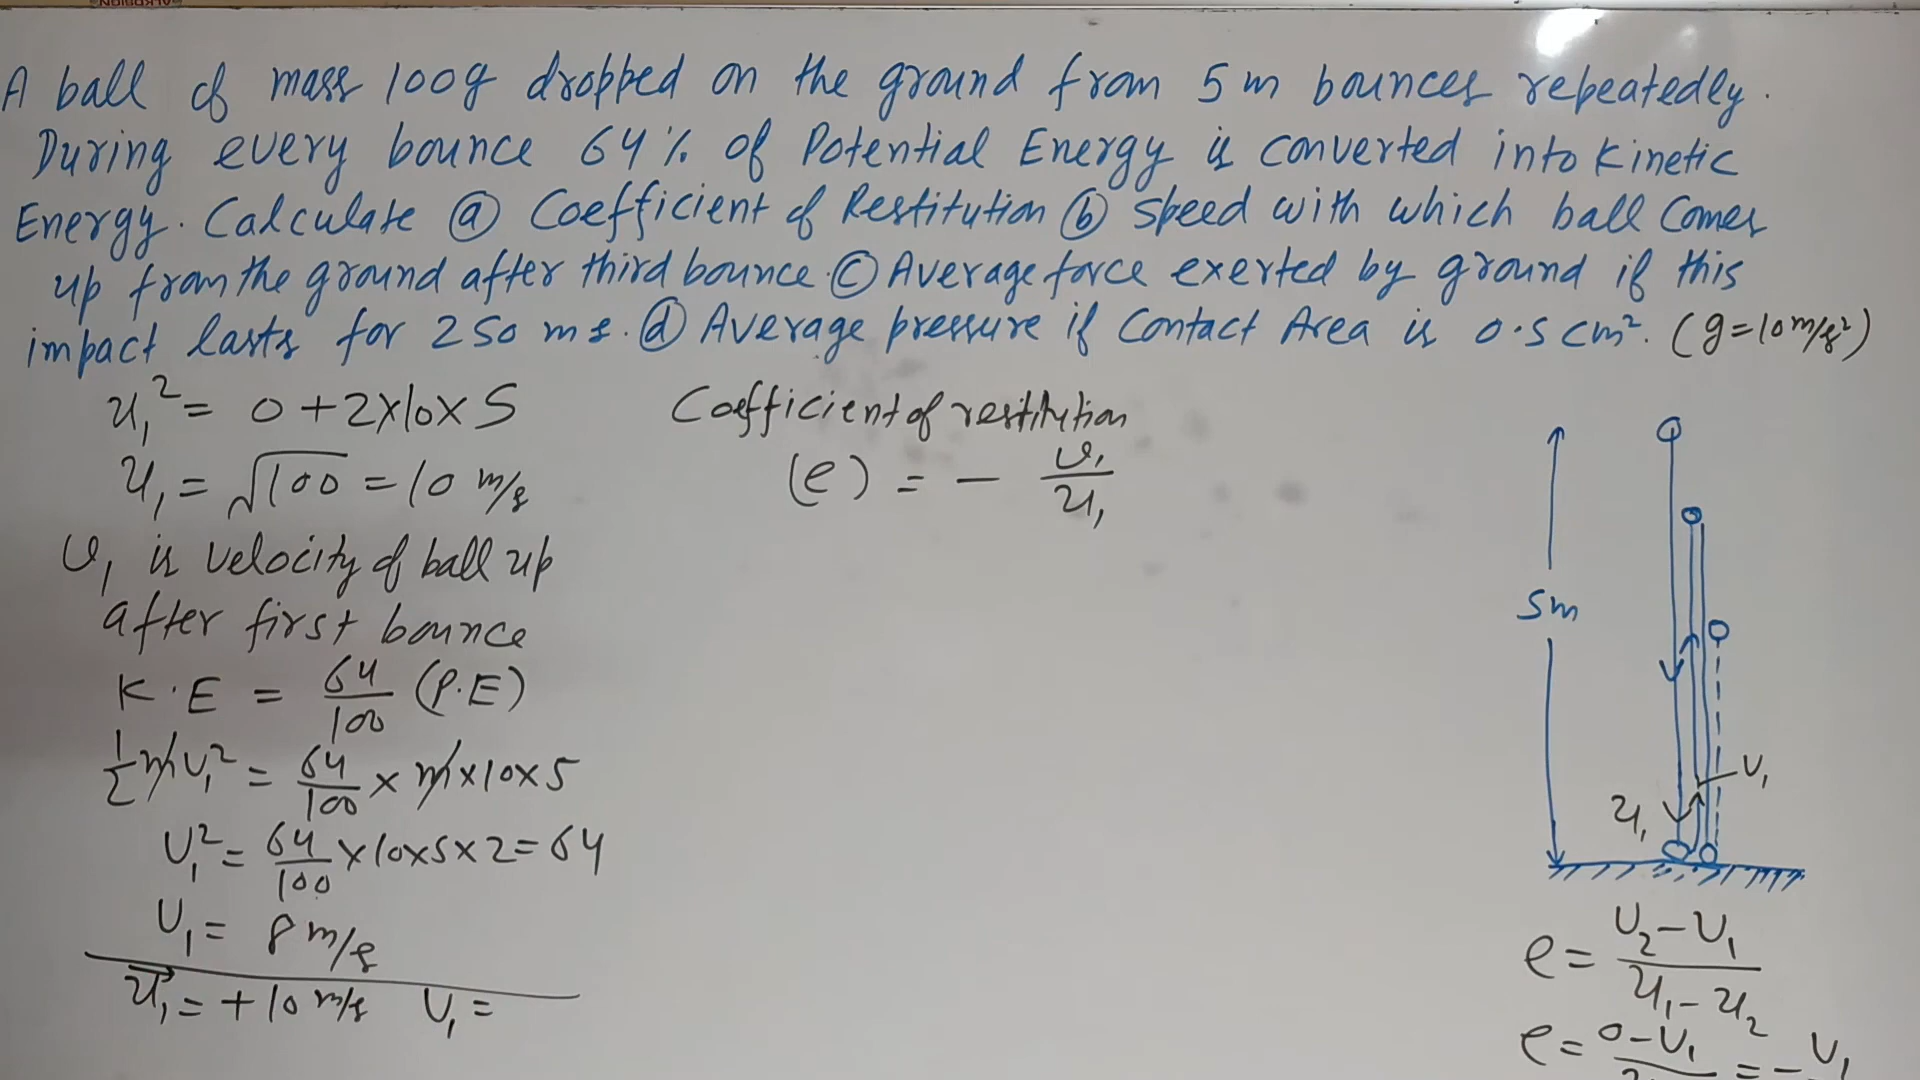 A ball of mass 100g dropped on the ground from 5m bounces repeatedly.
During every bounce 64% of Potential Energy is converted into Kinetic
Energy. Calculate ⓐ Coefficient of Restitution ⓑ speed with which ball comes
up from the ground after third bounce. ⓒ Average force exerted by ground if this
impact lasts for 250 ms. ⓓ Average pressure if Contact Area is 0.5 cm². (g=10m/s²)
u₁² = 0+2×10×5
u₁ = √100 = 10 m/s
v₁ is velocity of ball up
after first bounce
K.E = 64/100 (P.E)
1/2 m v₁² = 64/100 × m×10×5
v₁² = 64/100 ×10×5×2=64
v₁ = 8 m/s
u₁ = +10 m/s v₁ =
Coefficient of restitution
(e) = - v₁/u₁
5m
v₁
u₁
e = v₂-v₁/u₁-u₂
e = 0-v₁ = - v₁